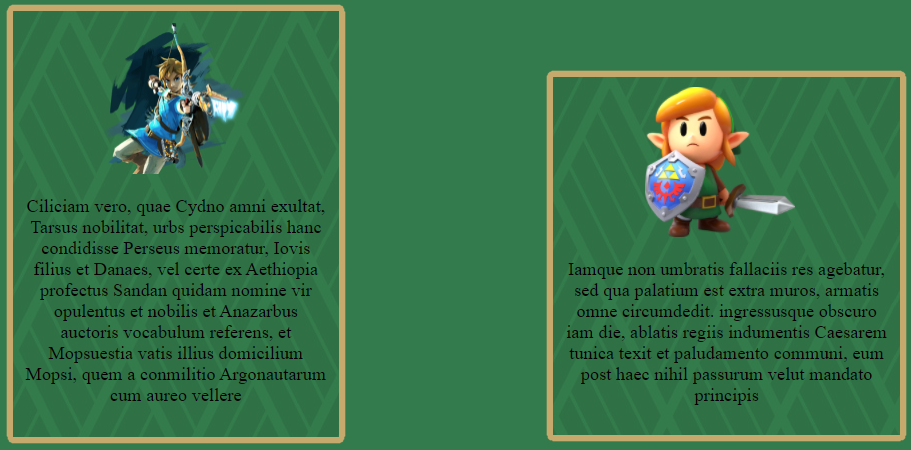 Ciliciam vero, quae Cydno amni exultat,
Tarsus nobilitat, urbs perspicabilis hanc
condidisse Perseus memoratur, Iovis
filius et Danaes, vel certe ex Aethiopia
profectus Sandan quidam nomine vir
opulentus et nobilis et Anazarbus
auctoris vocabulum referens, et
Mopsuestia vatis illius domicilium
Mopsi, quem a conmilitio Argonautarum
cum aureo vellere
Iamque non umbratis fallaciis res agebatur,
sed qua palatium est extra muros, armatis
omne circumdedit. ingressusque obscuro
iam die, ablatis regiis indumentis Caesarem
tunica texit et paludamento communi, eum
post haec nihil passurum velut mandato
principis